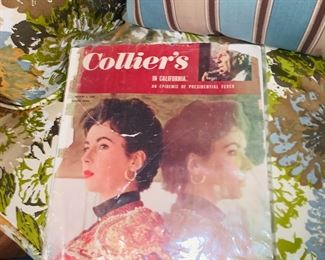 Collier's
IN CALIFORNIA:
AN EPIDEMIC OF PRESIDENTIAL FEVER